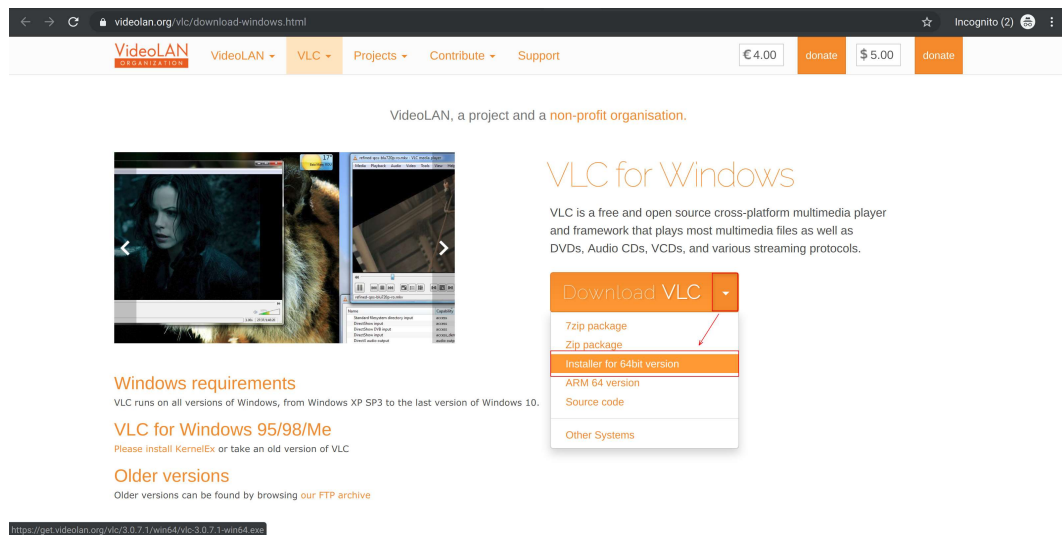 videolan.org/vlc/download-windows.html
Incognito (2)
VideoLAN
ORGANIZATION
VideoLAN
VLC
Projects
Contribute
Support
€ 4.00
donate
$ 5.00
donate
VideoLAN, a project and a non-profit organisation.
VLC for Windows
VLC is a free and open source cross-platform multimedia player
and framework that plays most multimedia files as well as
DVDs, Audio CDs, VCDs, and various streaming protocols.
Download VLC
7zip package
Zip package
Installer for 64bit version
ARM 64 version
Source code
Other Systems
Windows requirements
VLC runs on all versions of Windows, from Windows XP SP3 to the last version of Windows 10.
VLC for Windows 95/98/Me
Please install KernelEx or take an old version of VLC
Older versions
Older versions can be found by browsing our FTP archive
https://get.videolan.org/vlc/3.0.7.1/win64/vlc-3.0.7.1-win64.exe